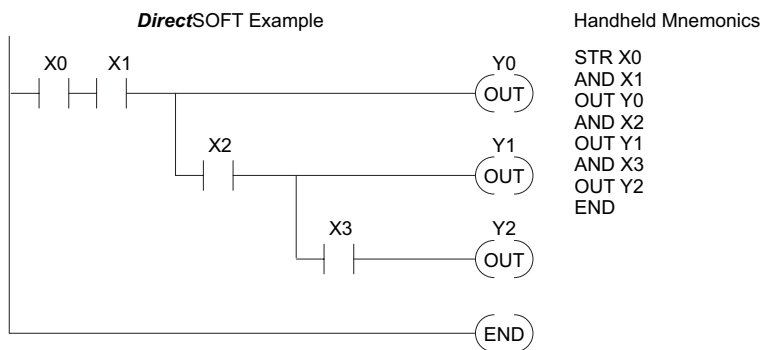 DirectSOFT Example
Handheld Mnemonics
X0 X1 Y0
OUT
X2 Y1
OUT
X3 Y2
OUT
END
STR X0
AND X1
OUT Y0
AND X2
OUT Y1
AND X3
OUT Y2
END